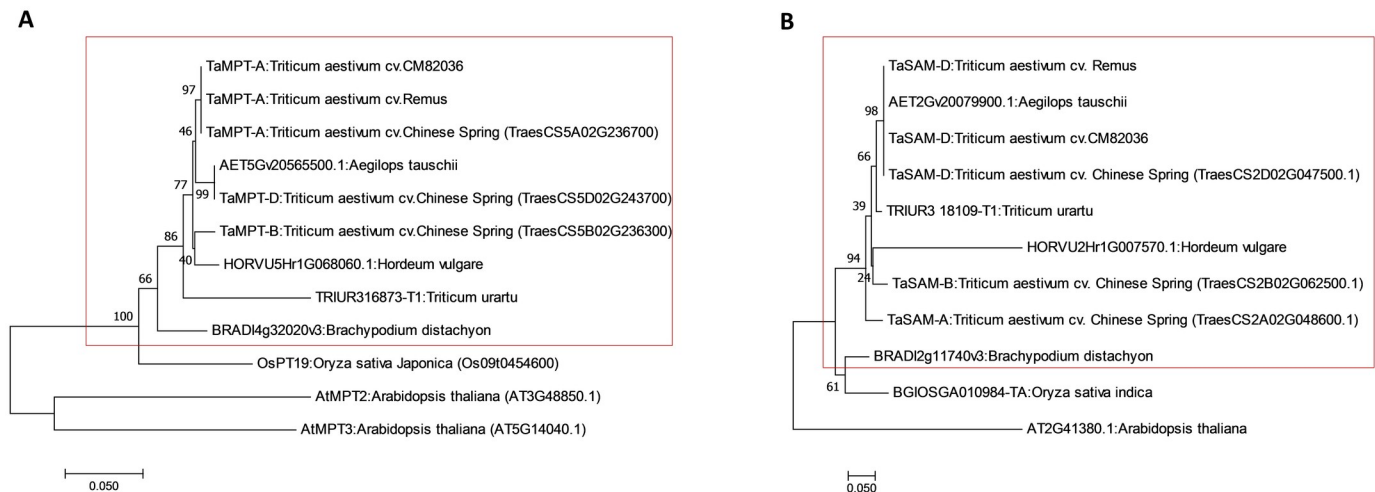 A
TaMPT-A:Triticum aestivum cv.CM82036
97
TaMPT-A:Triticum aestivum cv.Remus
46
TaMPT-A:Triticum aestivum cv.Chinese Spring (TraesCS5A02G236700)
AET5Gv20565500.1:Aegilops tauschii
77
99
TaMPT-D:Triticum aestivum cv.Chinese Spring (TraesCS5D02G243700)
TaMPT-B:Triticum aestivum cv.Chinese Spring (TraesCS5B02G236300)
86
40
HORVU5Hr1G068060.1:Hordeum vulgare
66
TRIUR316873-T1:Triticum urartu
100
BRADI4g32020v3:Brachypodium distachyon
OsPT19:Oryza sativa Japonica (Os09t0454600)
AtMPT2:Arabidopsis thaliana (AT3G48850.1)
AtMPT3:Arabidopsis thaliana (AT5G14040.1)
0.050
B
TaSAM-D:Triticum aestivum cv. Remus
AET2Gv20079900.1:Aegilops tauschii
98
TaSAM-D:Triticum aestivum cv.CM82036
66
TaSAM-D:Triticum aestivum cv. Chinese Spring (TraesCS2D02G047500.1)
39
TRIUR3 18109-T1:Triticum urartu
HORVU2Hr1G007570.1:Hordeum vulgare
94
24
TaSAM-B:Triticum aestivum cv. Chinese Spring (TraesCS2B02G062500.1)
TaSAM-A:Triticum aestivum cv. Chinese Spring (TraesCS2A02G048600.1)
BRADI2g11740v3:Brachypodium distachyon
61
BGIOSGA010984-TA:Oryza sativa indica
AT2G41380.1:Arabidopsis thaliana
0.050